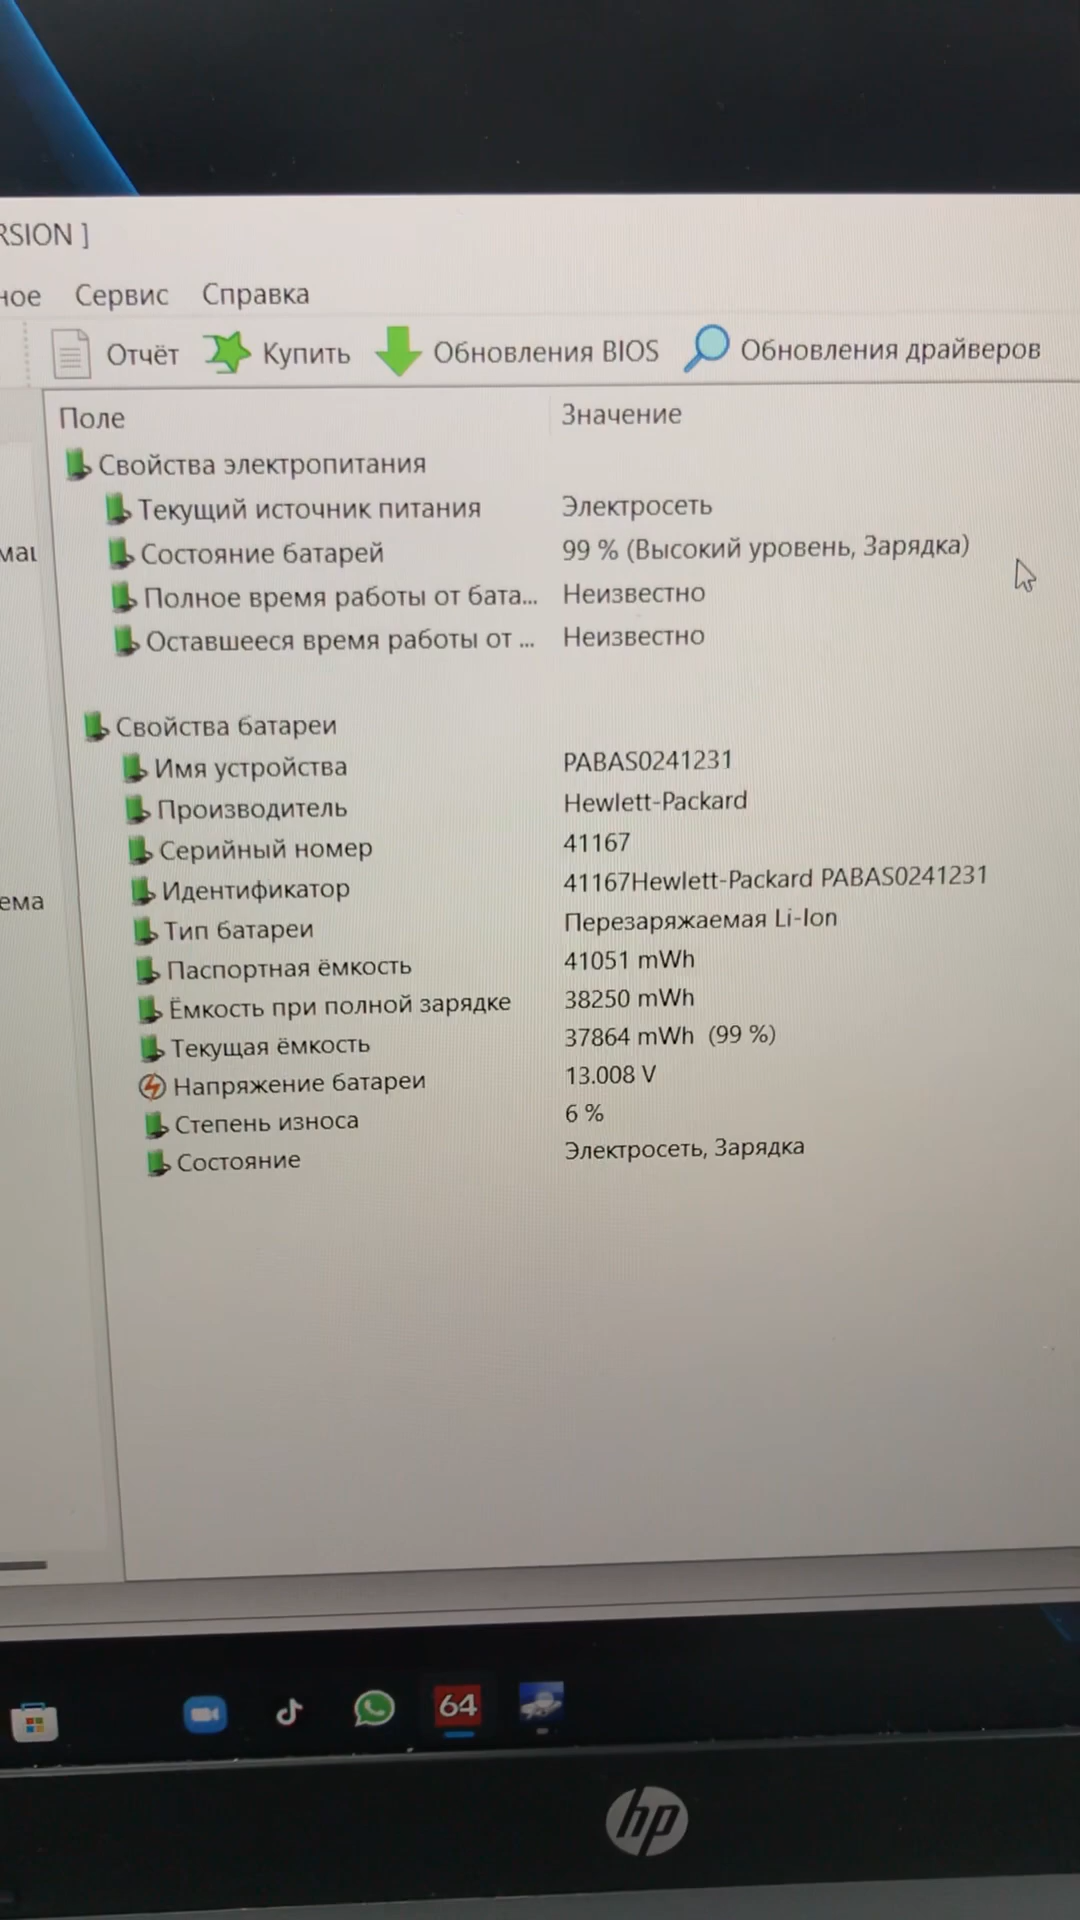 RSION ]
ное Сервис Справка
Отчёт Купить Обновления BIOS Обновления драйверов
Поле Значение
Свойства электропитания
Текущий источник питания Электросеть
Состояние батарей 99 % (Высокий уровень, Зарядка)
Полное время работы от бата... Неизвестно
Оставшееся время работы от ... Неизвестно
Свойства батареи
Имя устройства PABAS0241231
Производитель Hewlett-Packard
Серийный номер 41167
Идентификатор 41167Hewlett-Packard PABAS0241231
ема
Тип батареи Перезаряжаемая Li-Ion
Паспортная ёмкость 41051 mWh
Ёмкость при полной зарядке 38250 mWh
Текущая ёмкость 37864 mWh (99 %)
Напряжение батареи 13.008 V
Степень износа 6 %
Состояние Электросеть, Зарядка
64
hp